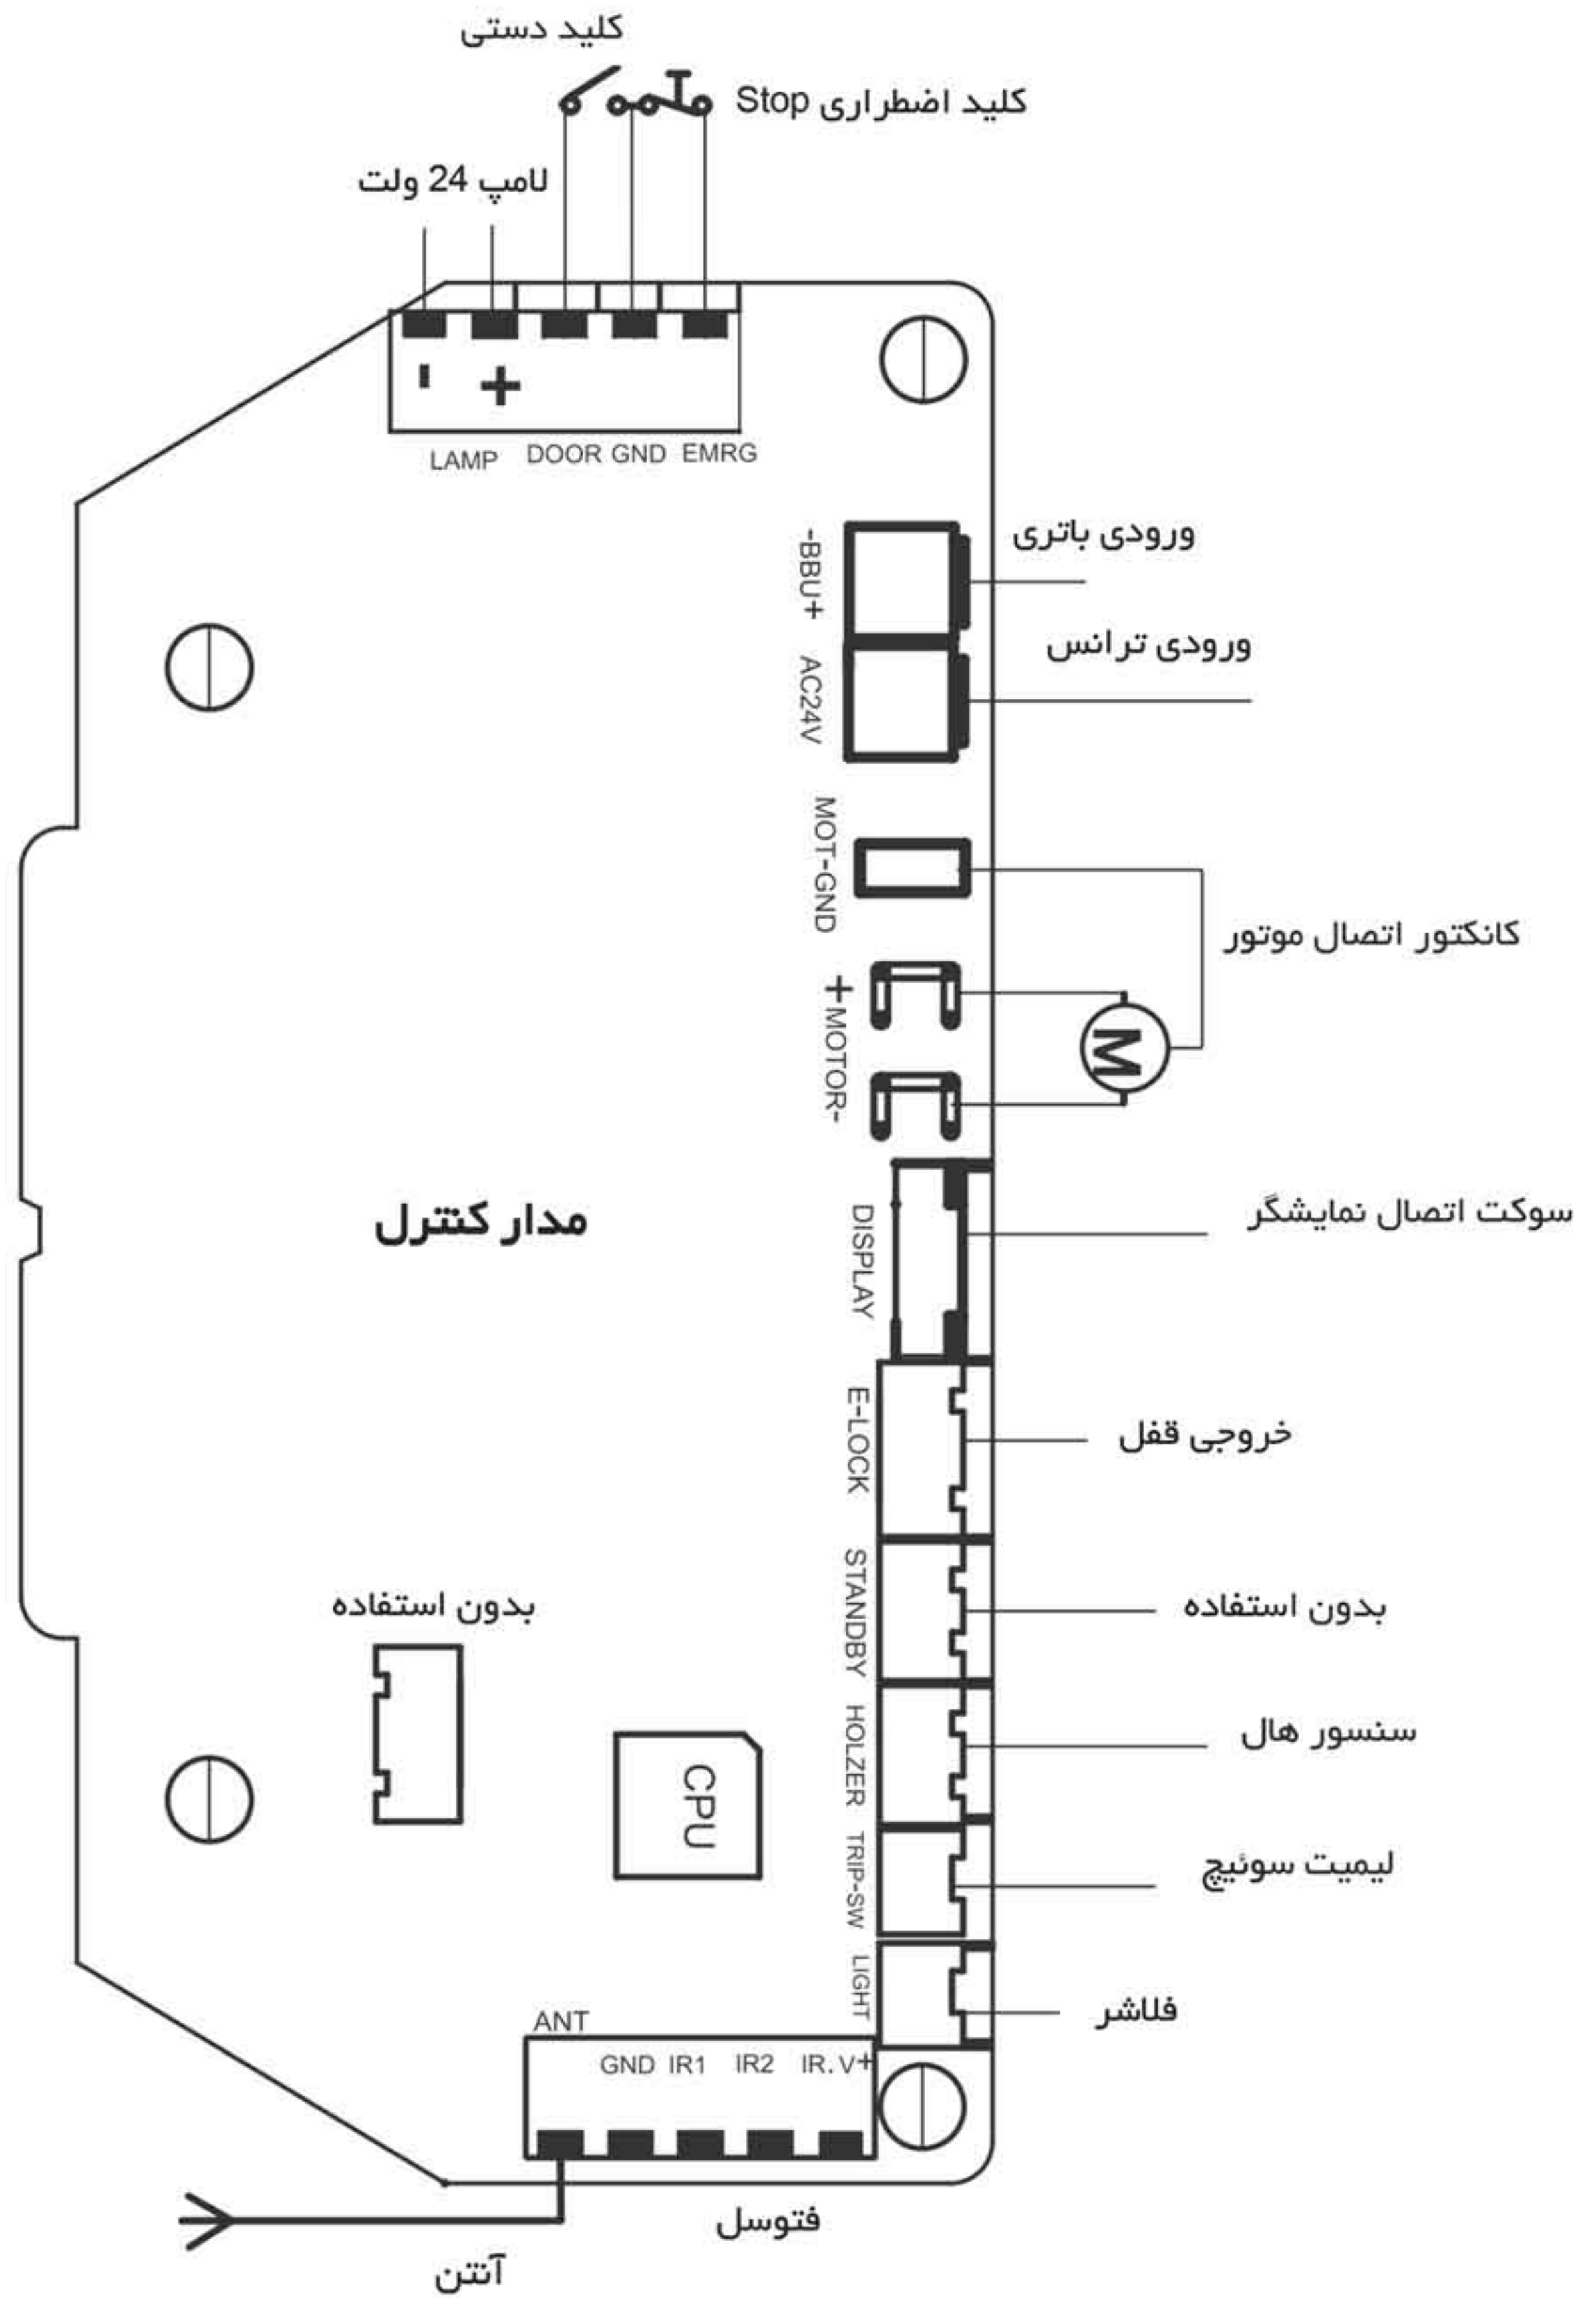 کلید دستی
کلید اضطراری Stop
لامپ 24 ولت
- +
LAMP DOOR GND EMRG
ورودی باتری
-BBU+
ورودی ترانس
AC24V
MOT-GND
کانکتور اتصال موتور
+MOTOR-
M
سوکت اتصال نمایشگر
مدار کنترل
DISPLAY
خروجی قفل
E-LOCK
بدون استفاده
STANDBY
بدون استفاده
سنسور هال
HOLZER
CPU
لیمیت سوئیچ
TRIP-SW
فلاشر
LIGHT
ANT
GND IR1 IR2 IR. V+
فتوسل
آنتن